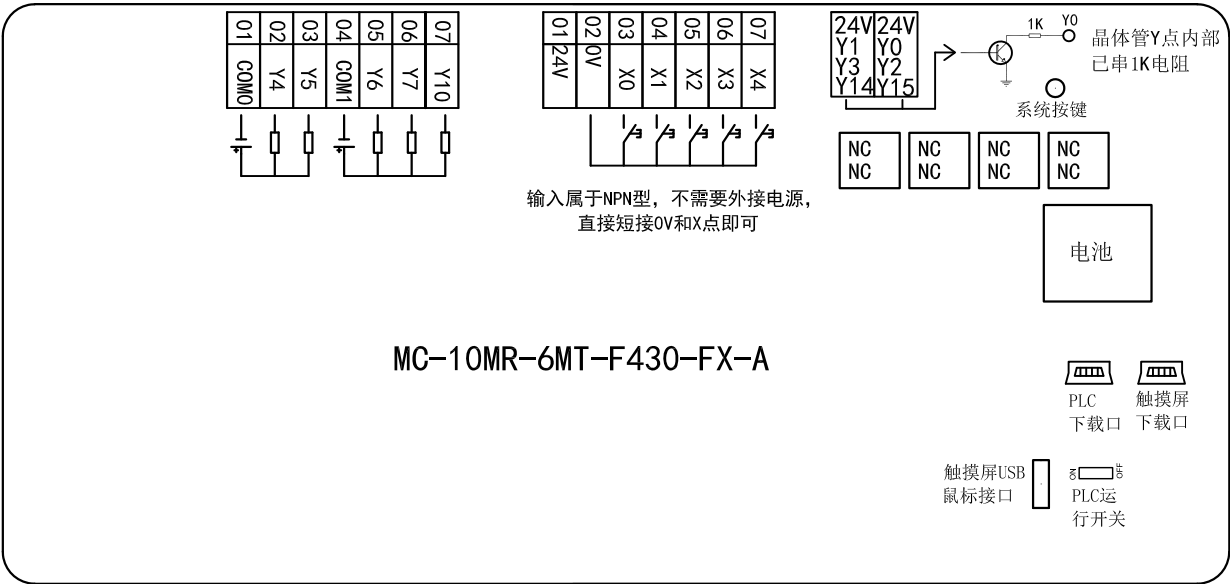 01 02 03 04 05 06 07
COM0 Y4 Y5 COM1 Y6 Y7 Y10
01 02 03 04 05 06 07
24V 0V X0 X1 X2 X3 X4
输入属于NPN型，不需要外接电源，
直接短接0V和X点即可
24V 24V
Y1 Y0
Y3 Y2
Y14 Y15
1K Y0
晶体管Y点内部
已串1K电阻
系统按键
NC NC NC NC
NC NC NC NC
电池
MC-10MR-6MT-F430-FX-A
PLC
下载口
触摸屏
下载口
触摸屏USB
鼠标接口
ON OFF
PLC运
行开关